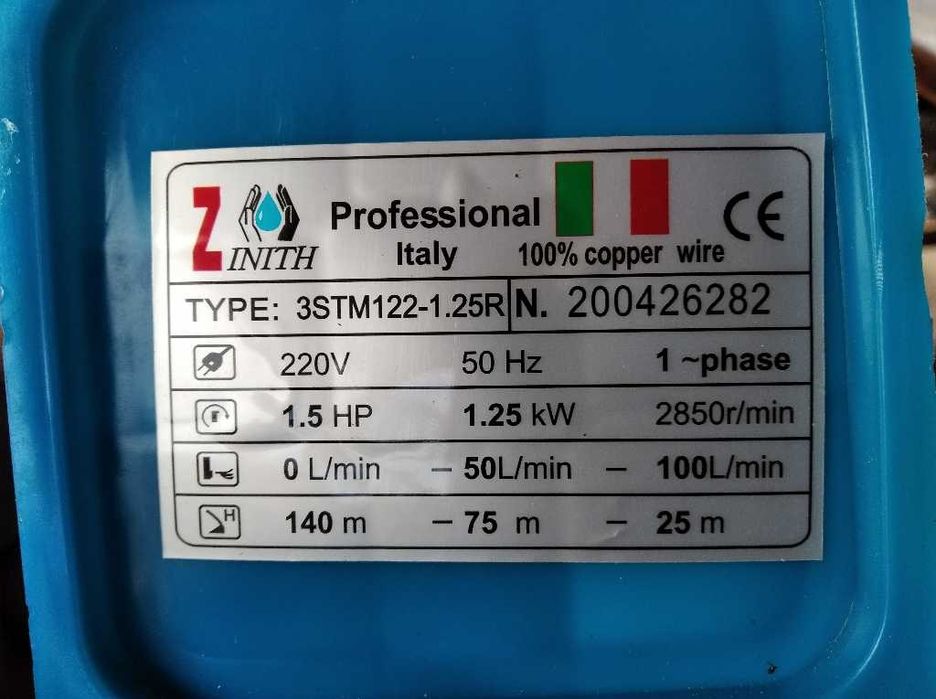 ZINITH Professional Italy
100% copper wire CE
TYPE: 3STM122-1.25R N. 200426282
220V 50 Hz 1 ~phase
1.5 HP 1.25 kW 2850r/min
0 L/min – 50L/min – 100L/min
H 140 m – 75 m – 25 m